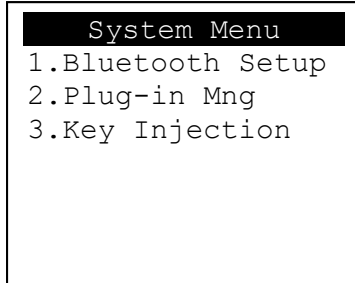 System Menu
1.Bluetooth Setup
2.Plug-in Mng
3.Key Injection